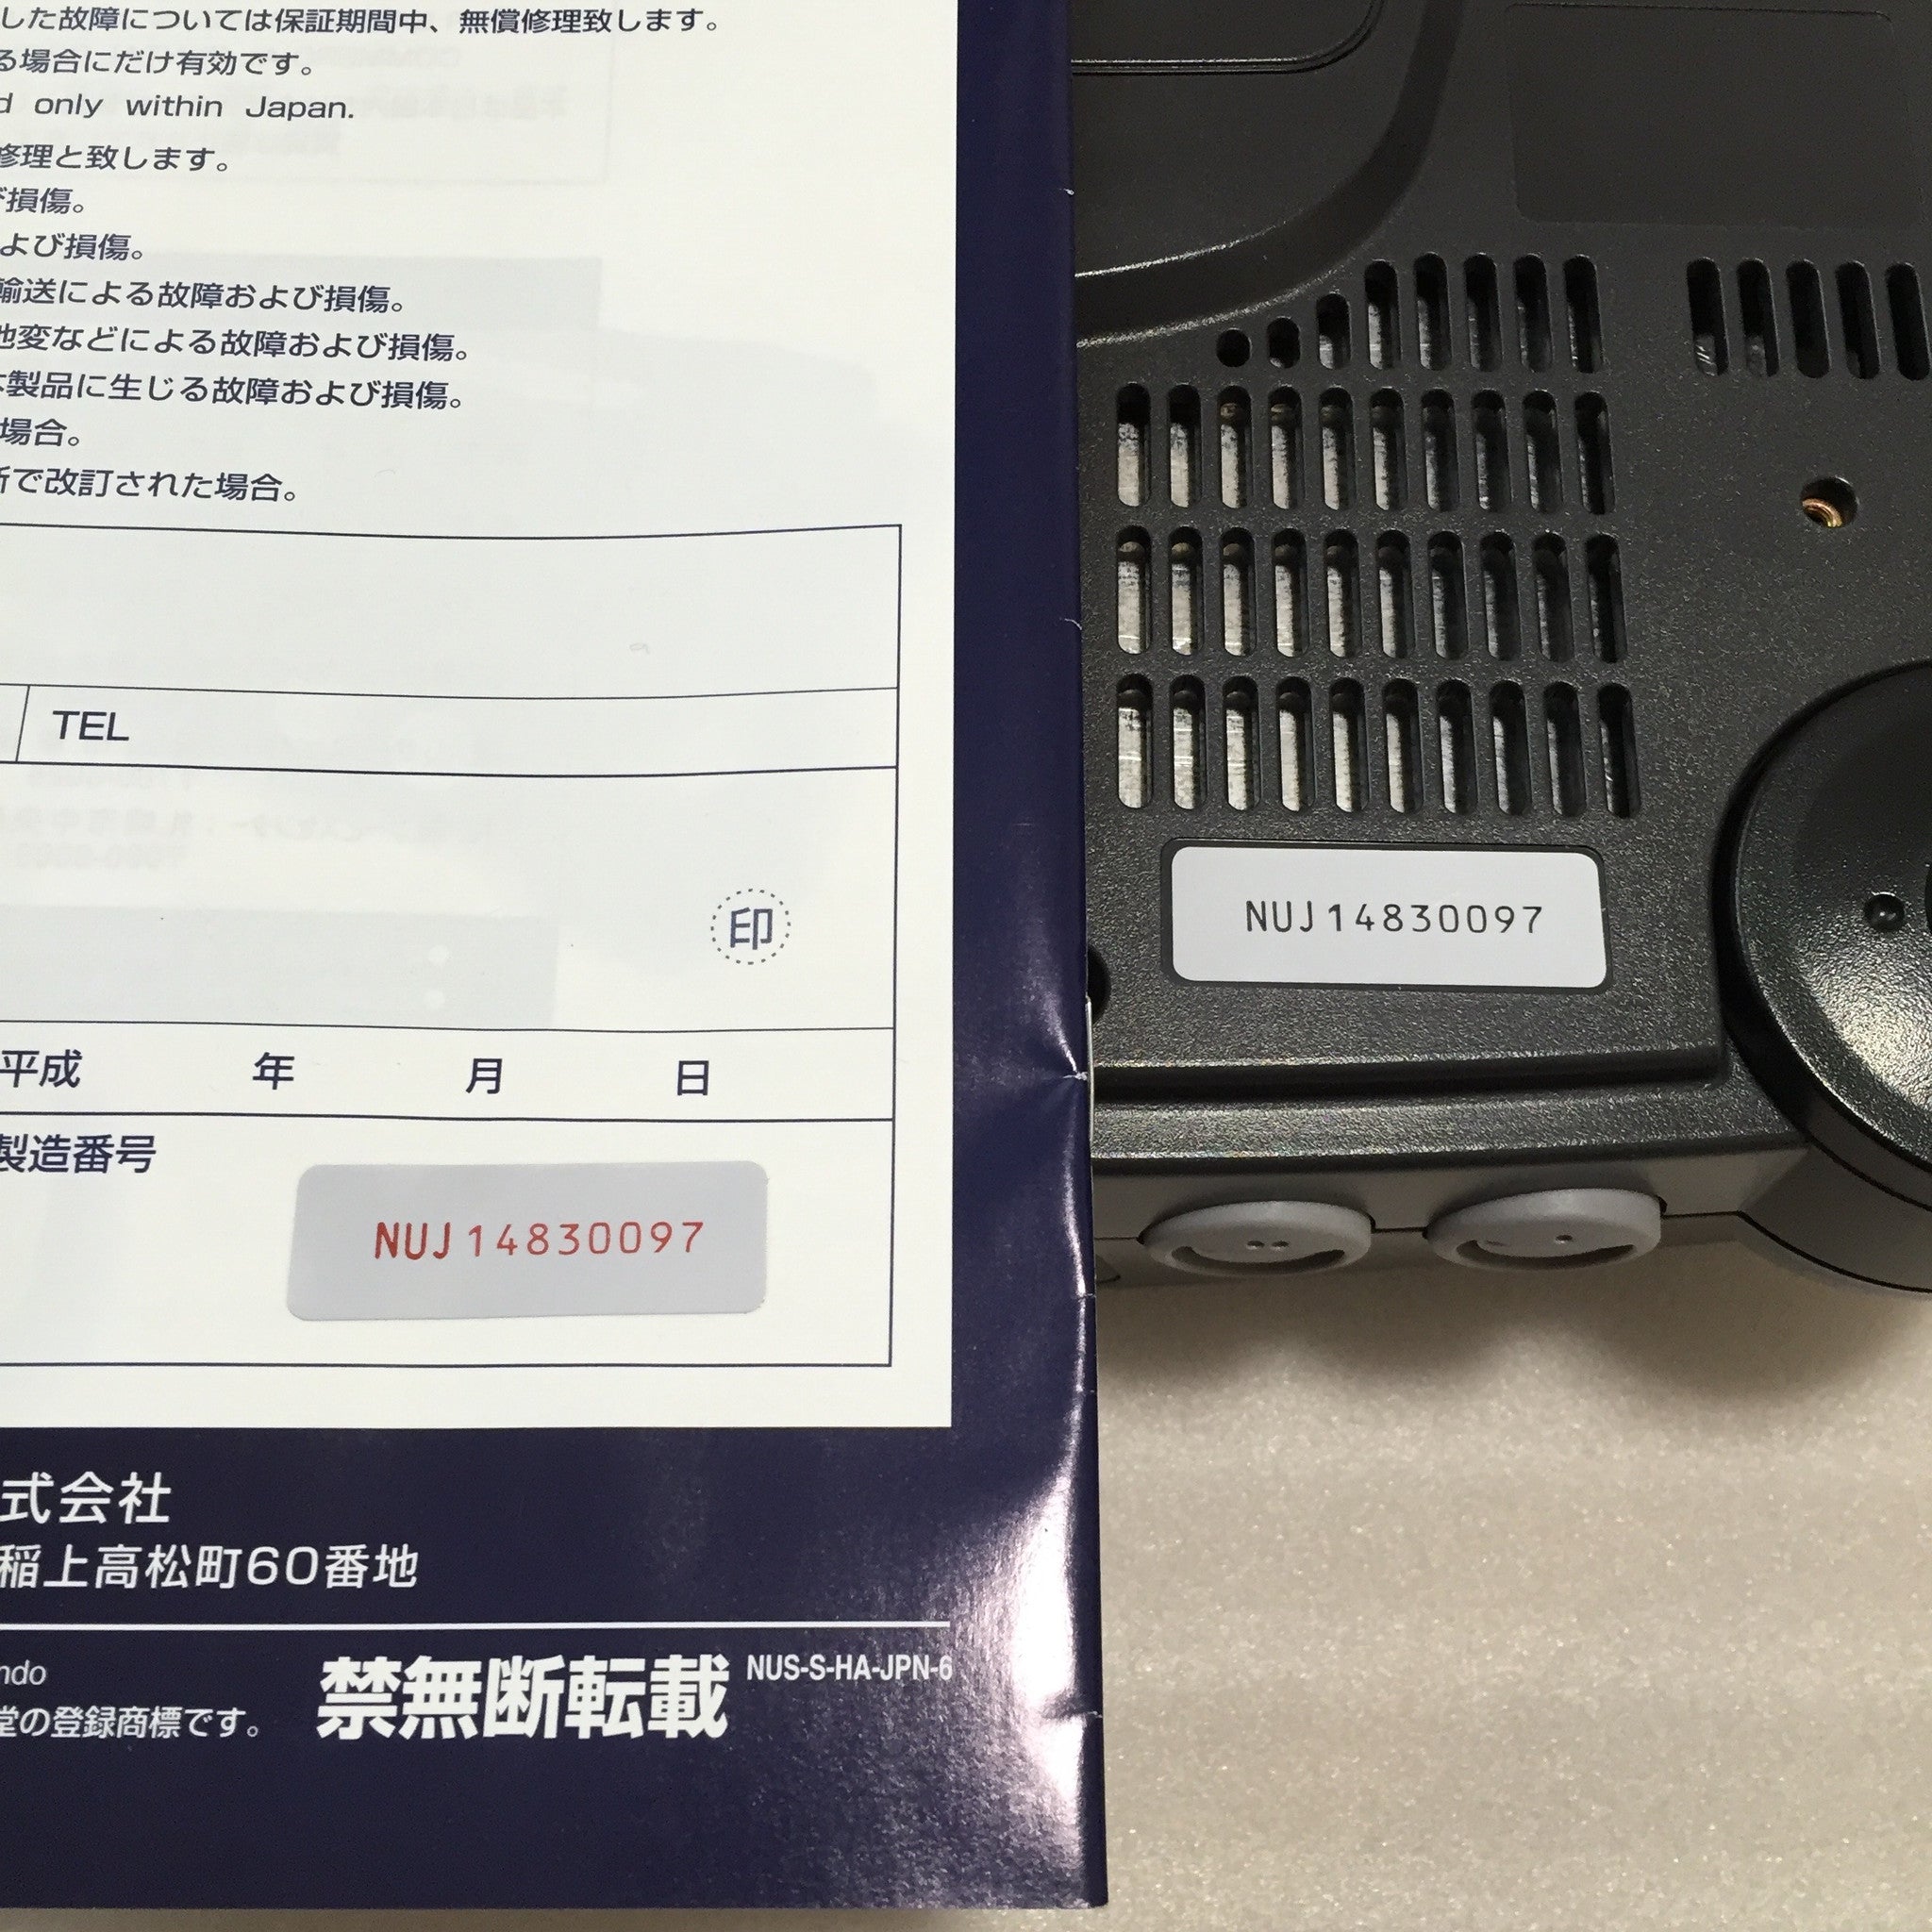 した故障については保証期間中、無償修理致します。
る場合にだけ有効です。
d only within Japan.
修理と致します。
び損傷。
よび損傷。
輸送による故障および損傷。
地変などによる故障および損傷。
本製品に生じる故障および損傷。
場合。
所で改訂された場合。
TEL
印
平成 年 月 日
製造番号
NUJ14830097
式会社
稲上高松町60番地
ndo
堂の登録商標です。
禁無断転載 NUS-S-HA-JPN-6
NUJ14830097